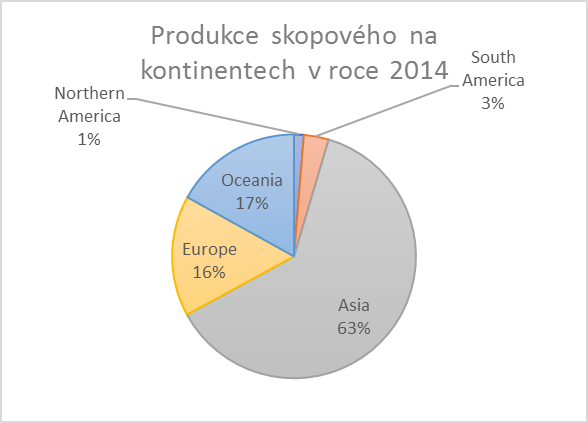 Produkce skopového na
kontinentech v roce 2014
South
America
3%
Northern
America
1%
Oceania
17%
Europe
16%
Asia
63%